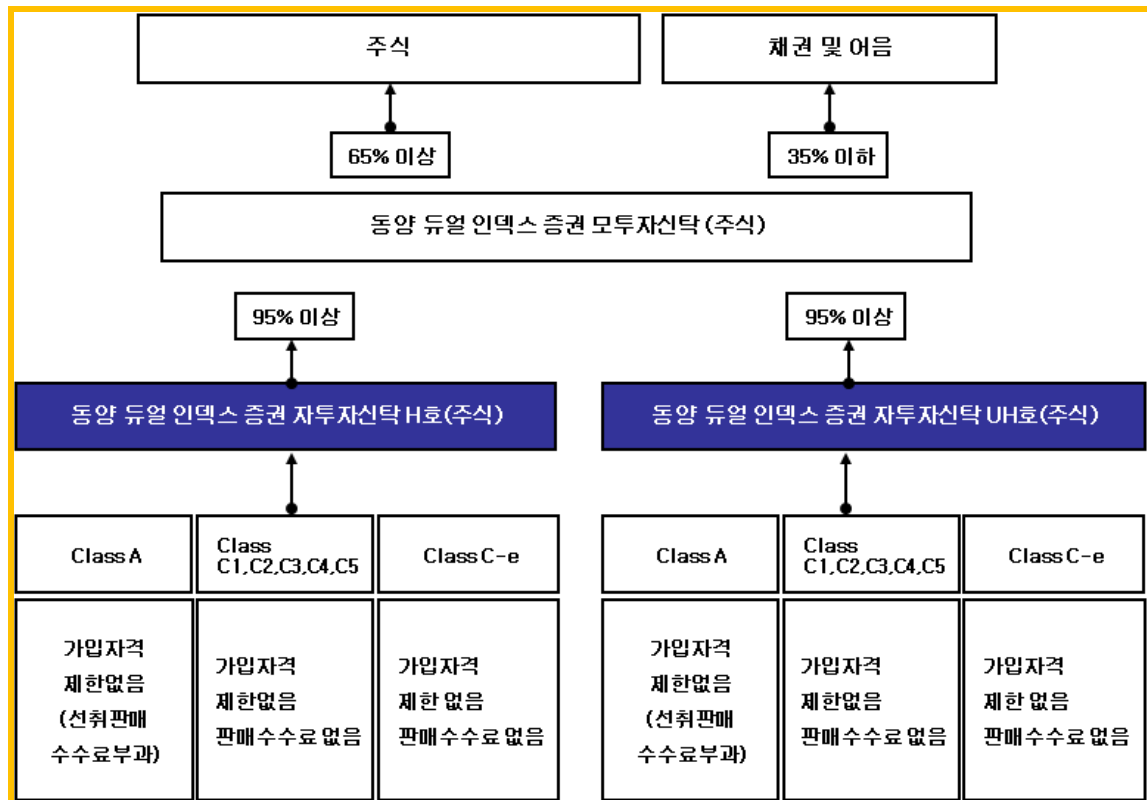 주식
채권 및 어음
65% 이상
35% 이하
동양 듀얼 인덱스 증권 모투자신탁 (주식)
95% 이상
95% 이상
동양 듀얼 인덱스 증권 자투자신탁 H호(주식)
동양 듀얼 인덱스 증권 자투자신탁 UH호(주식)
Class A
Class
C1,C2,C3,C4,C5
Class C-e
Class A
Class
C1,C2,C3,C4,C5
Class C-e
가입자격
제한없음
(선취판매
수수료부과)
가입자격
제한없음
판매수수료 없음
가입자격
제한 없음
판매수수료 없음
가입자격
제한없음
(선취판매
수수료부과)
가입자격
제한없음
판매수수료 없음
가입자격
제한 없음
판매수수료 없음